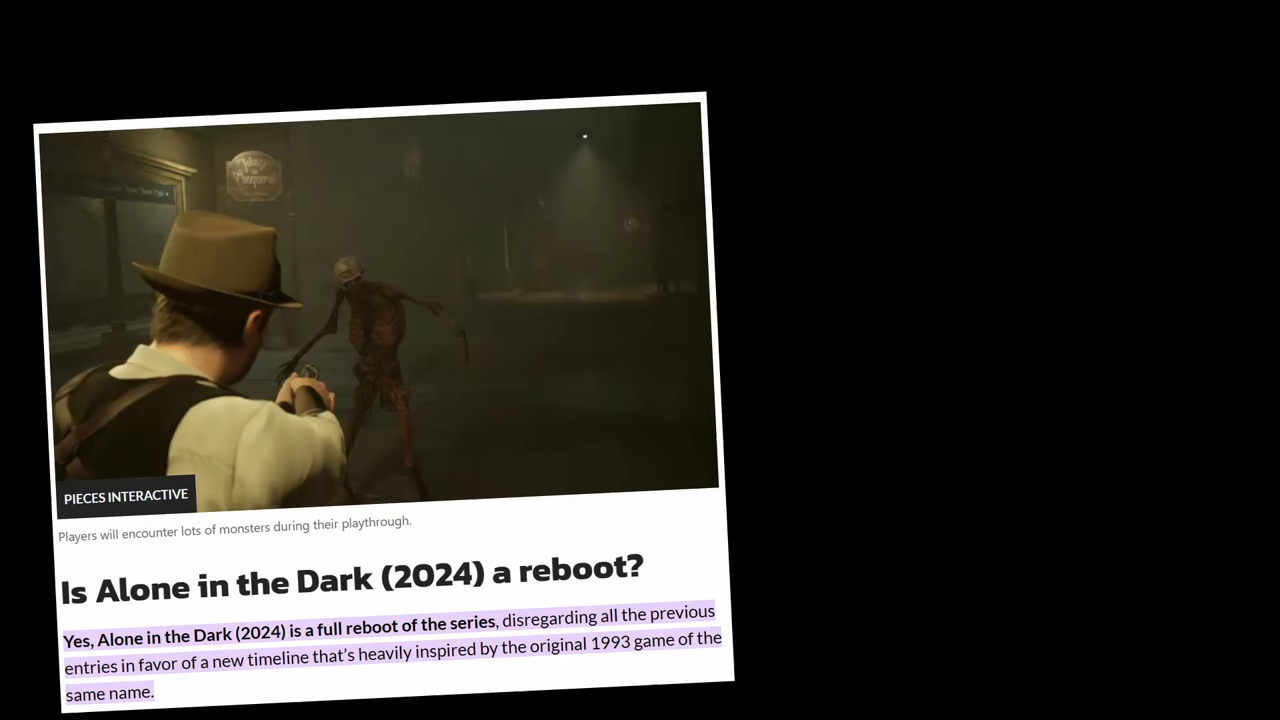 PIECES INTERACTIVE
Players will encounter lots of monsters during their playthrough.
Is Alone in the Dark (2024) a reboot?
Yes, Alone in the Dark (2024) is a full reboot of the series, disregarding all the previous
entries in favor of a new timeline that's heavily inspired by the original 1993 game of the
same name.